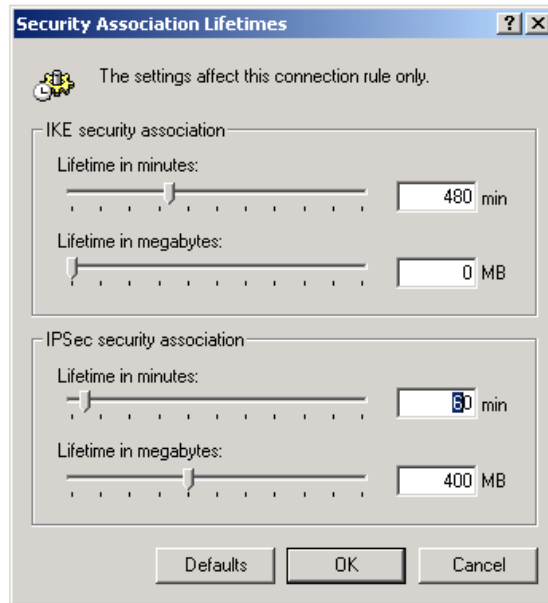 Security Association Lifetimes
The settings affect this connection rule only.
IKE security association
Lifetime in minutes:
480 min
Lifetime in megabytes:
0 MB
IPSec security association
Lifetime in minutes:
60 min
Lifetime in megabytes:
400 MB
Defaults OK Cancel